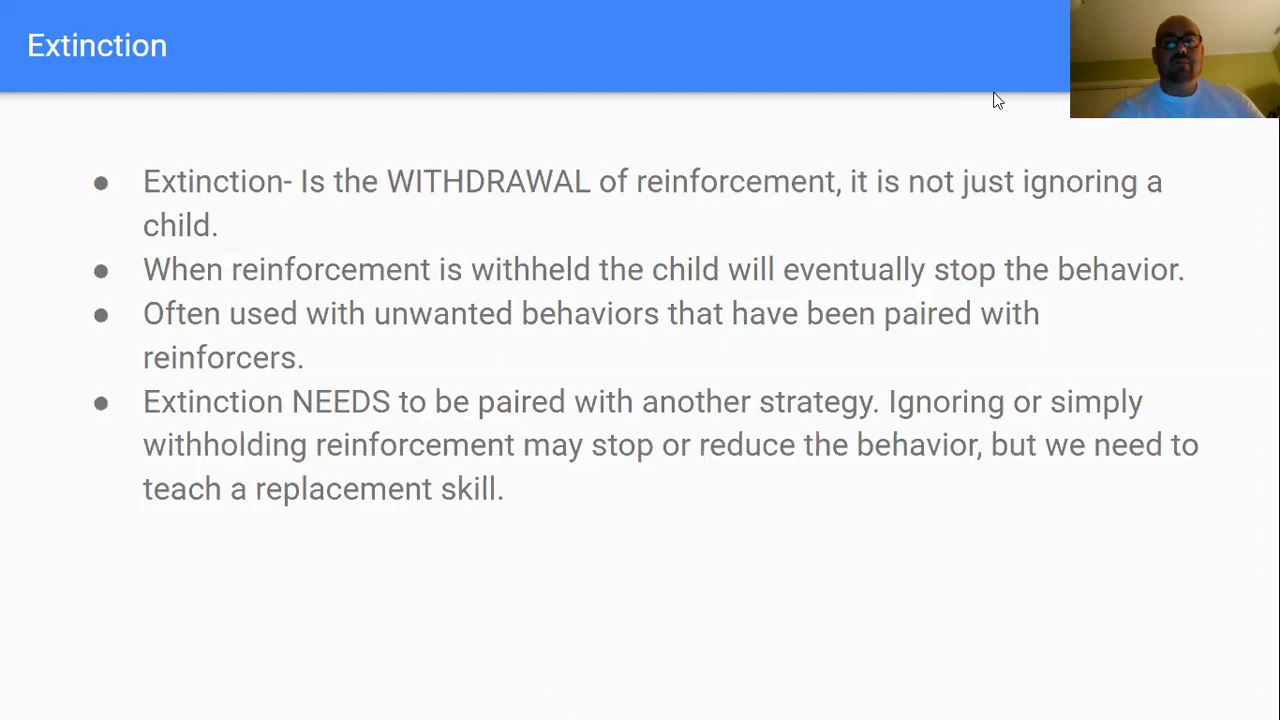 Extinction
● Extinction- Is the WITHDRAWAL of reinforcement, it is not just ignoring a
child.
● When reinforcement is withheld the child will eventually stop the behavior.
● Often used with unwanted behaviors that have been paired with
reinforcers.
● Extinction NEEDS to be paired with another strategy. Ignoring or simply
withholding reinforcement may stop or reduce the behavior, but we need to
teach a replacement skill.